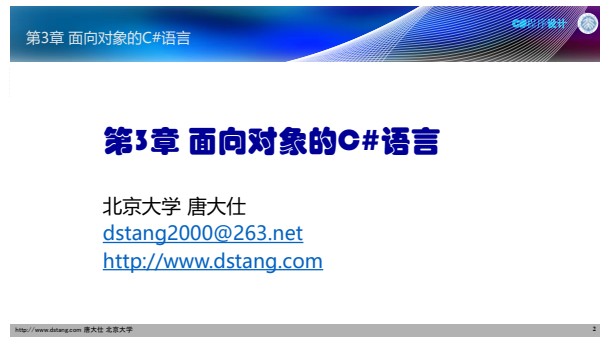 第3章 面向对象的C#语言
C#程序设计
第3章 面向对象的C#语言
北京大学 唐大仕
dstang2000@263.net
http://www.dstang.com
http://www.dstang.com 唐大仕 北京大学
2